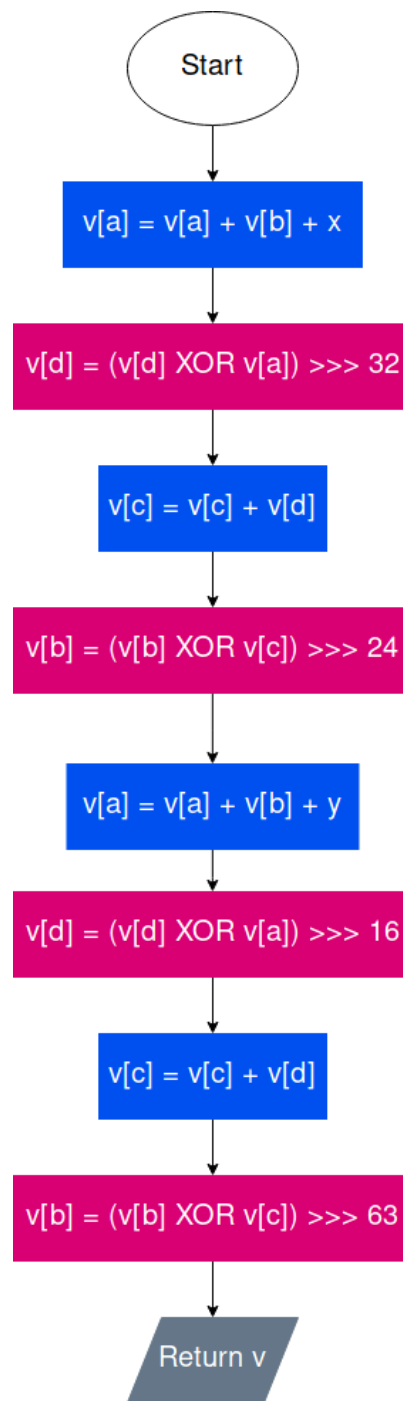 Start
v[a] = v[a] + v[b] + x
v[d] = (v[d] XOR v[a]) >>> 32
v[c] = v[c] + v[d]
v[b] = (v[b] XOR v[c]) >>> 24
v[a] = v[a] + v[b] + y
v[d] = (v[d] XOR v[a]) >>> 16
v[c] = v[c] + v[d]
v[b] = (v[b] XOR v[c]) >>> 63
Return v